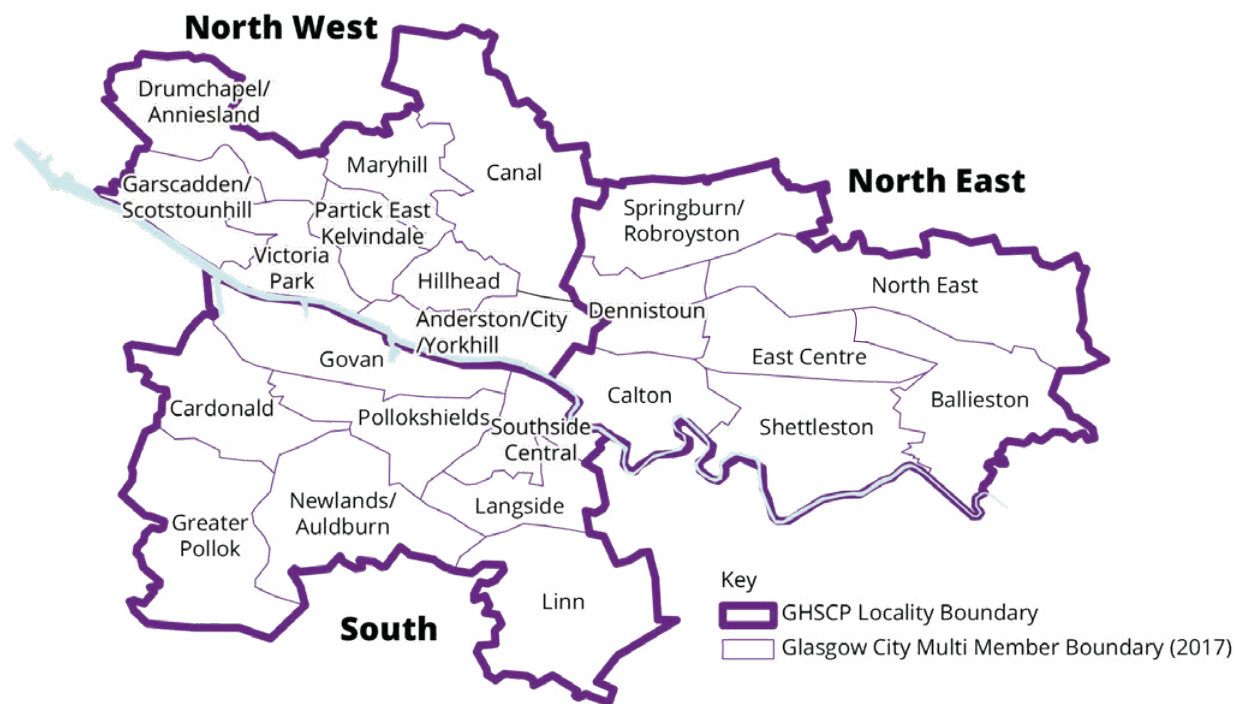 North West
Drumchapel/
Anniesland
Maryhill
Canal
Garscadden/
Scotstounhill
Partick East
Kelvindale
Victoria
Park
Hillhead
Anderston/City
/Yorkhill
North East
Springburn/
Robroyston
North East
Dennistoun
East Centre
Calton
Ballieston
Shettleston
Govan
Cardonald
Pollokshields
Southside
Central
Newlands/
Auldburn
Langside
Greater
Pollok
Linn
South
Key
GHSCP Locality Boundary
Glasgow City Multi Member Boundary (2017)